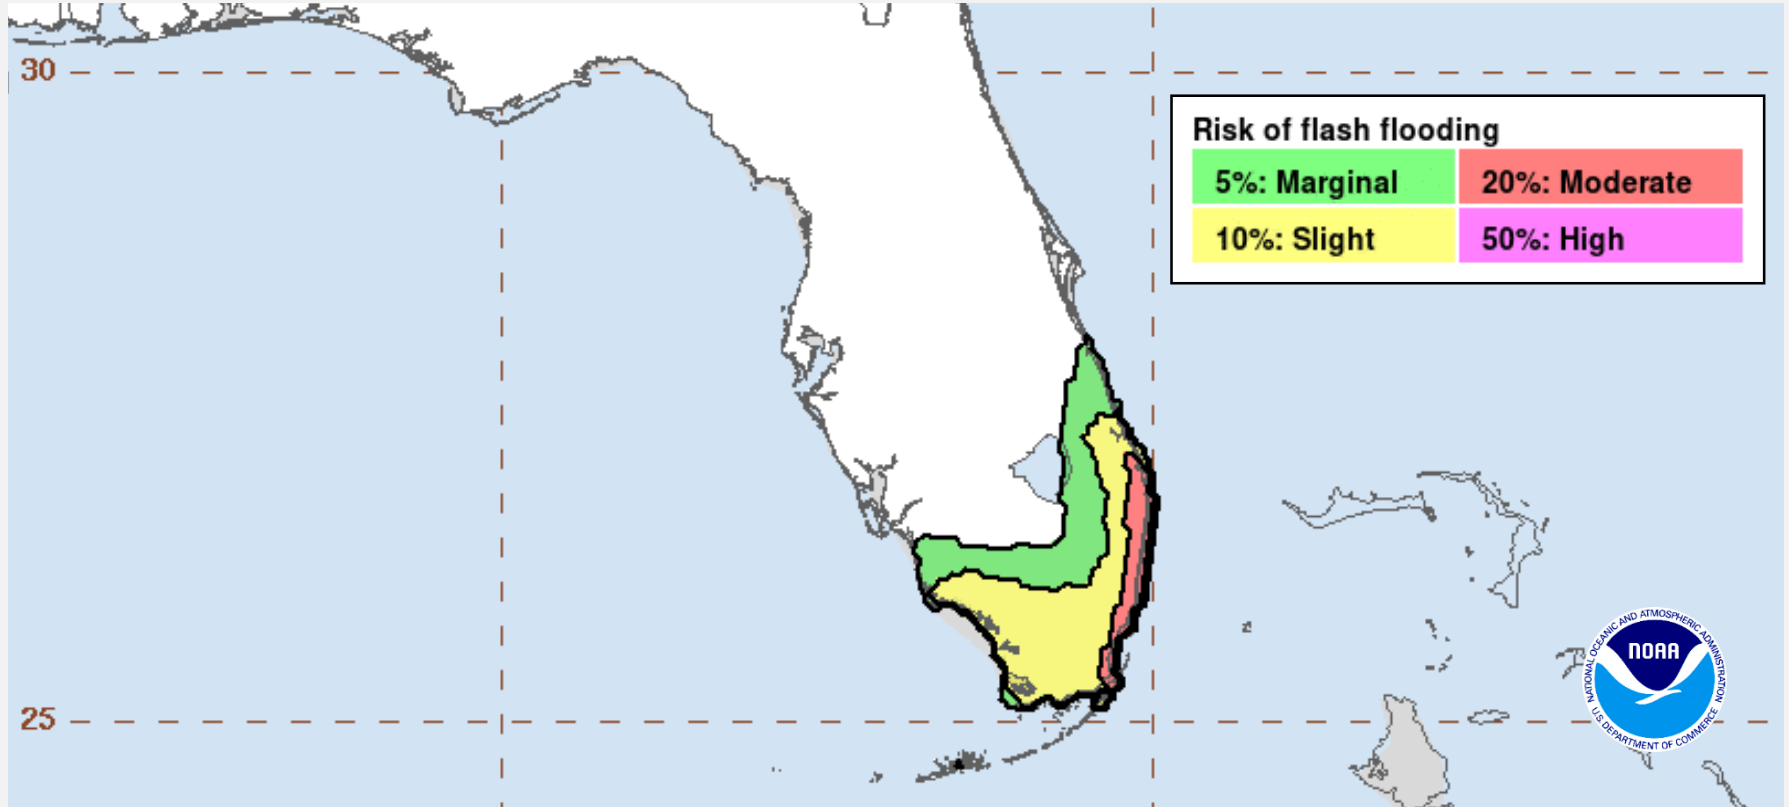 30
Risk of flash flooding
5%: Marginal
20%: Moderate
10%: Slight
50%: High
NATIONAL OCEANIC AND ATMOSPHERIC ADMINISTRATION
NOAA
U.S. DEPARTMENT OF COMMERCE
25